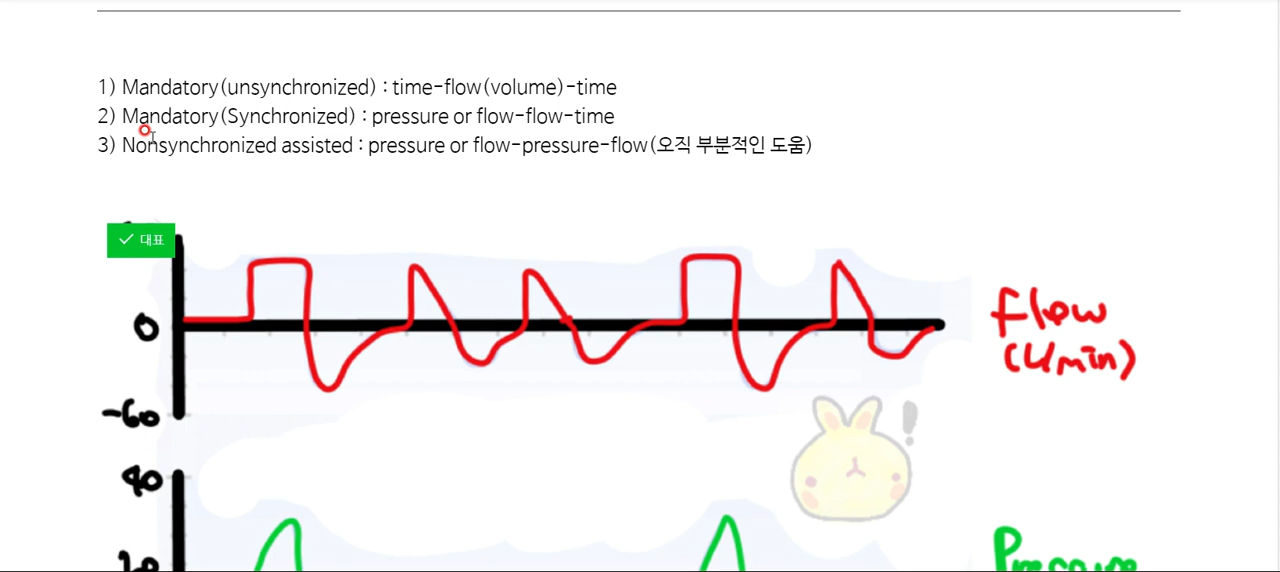 1) Mandatory(unsynchronized) : time-flow(volume)-time
2) Mandatory(Synchronized) : pressure or flow-flow-time
3) Nonsynchronized assisted : pressure or flow-pressure-flow(오직 부분적인 도움)
대표
0
flow
(L/min)
-60
!
40